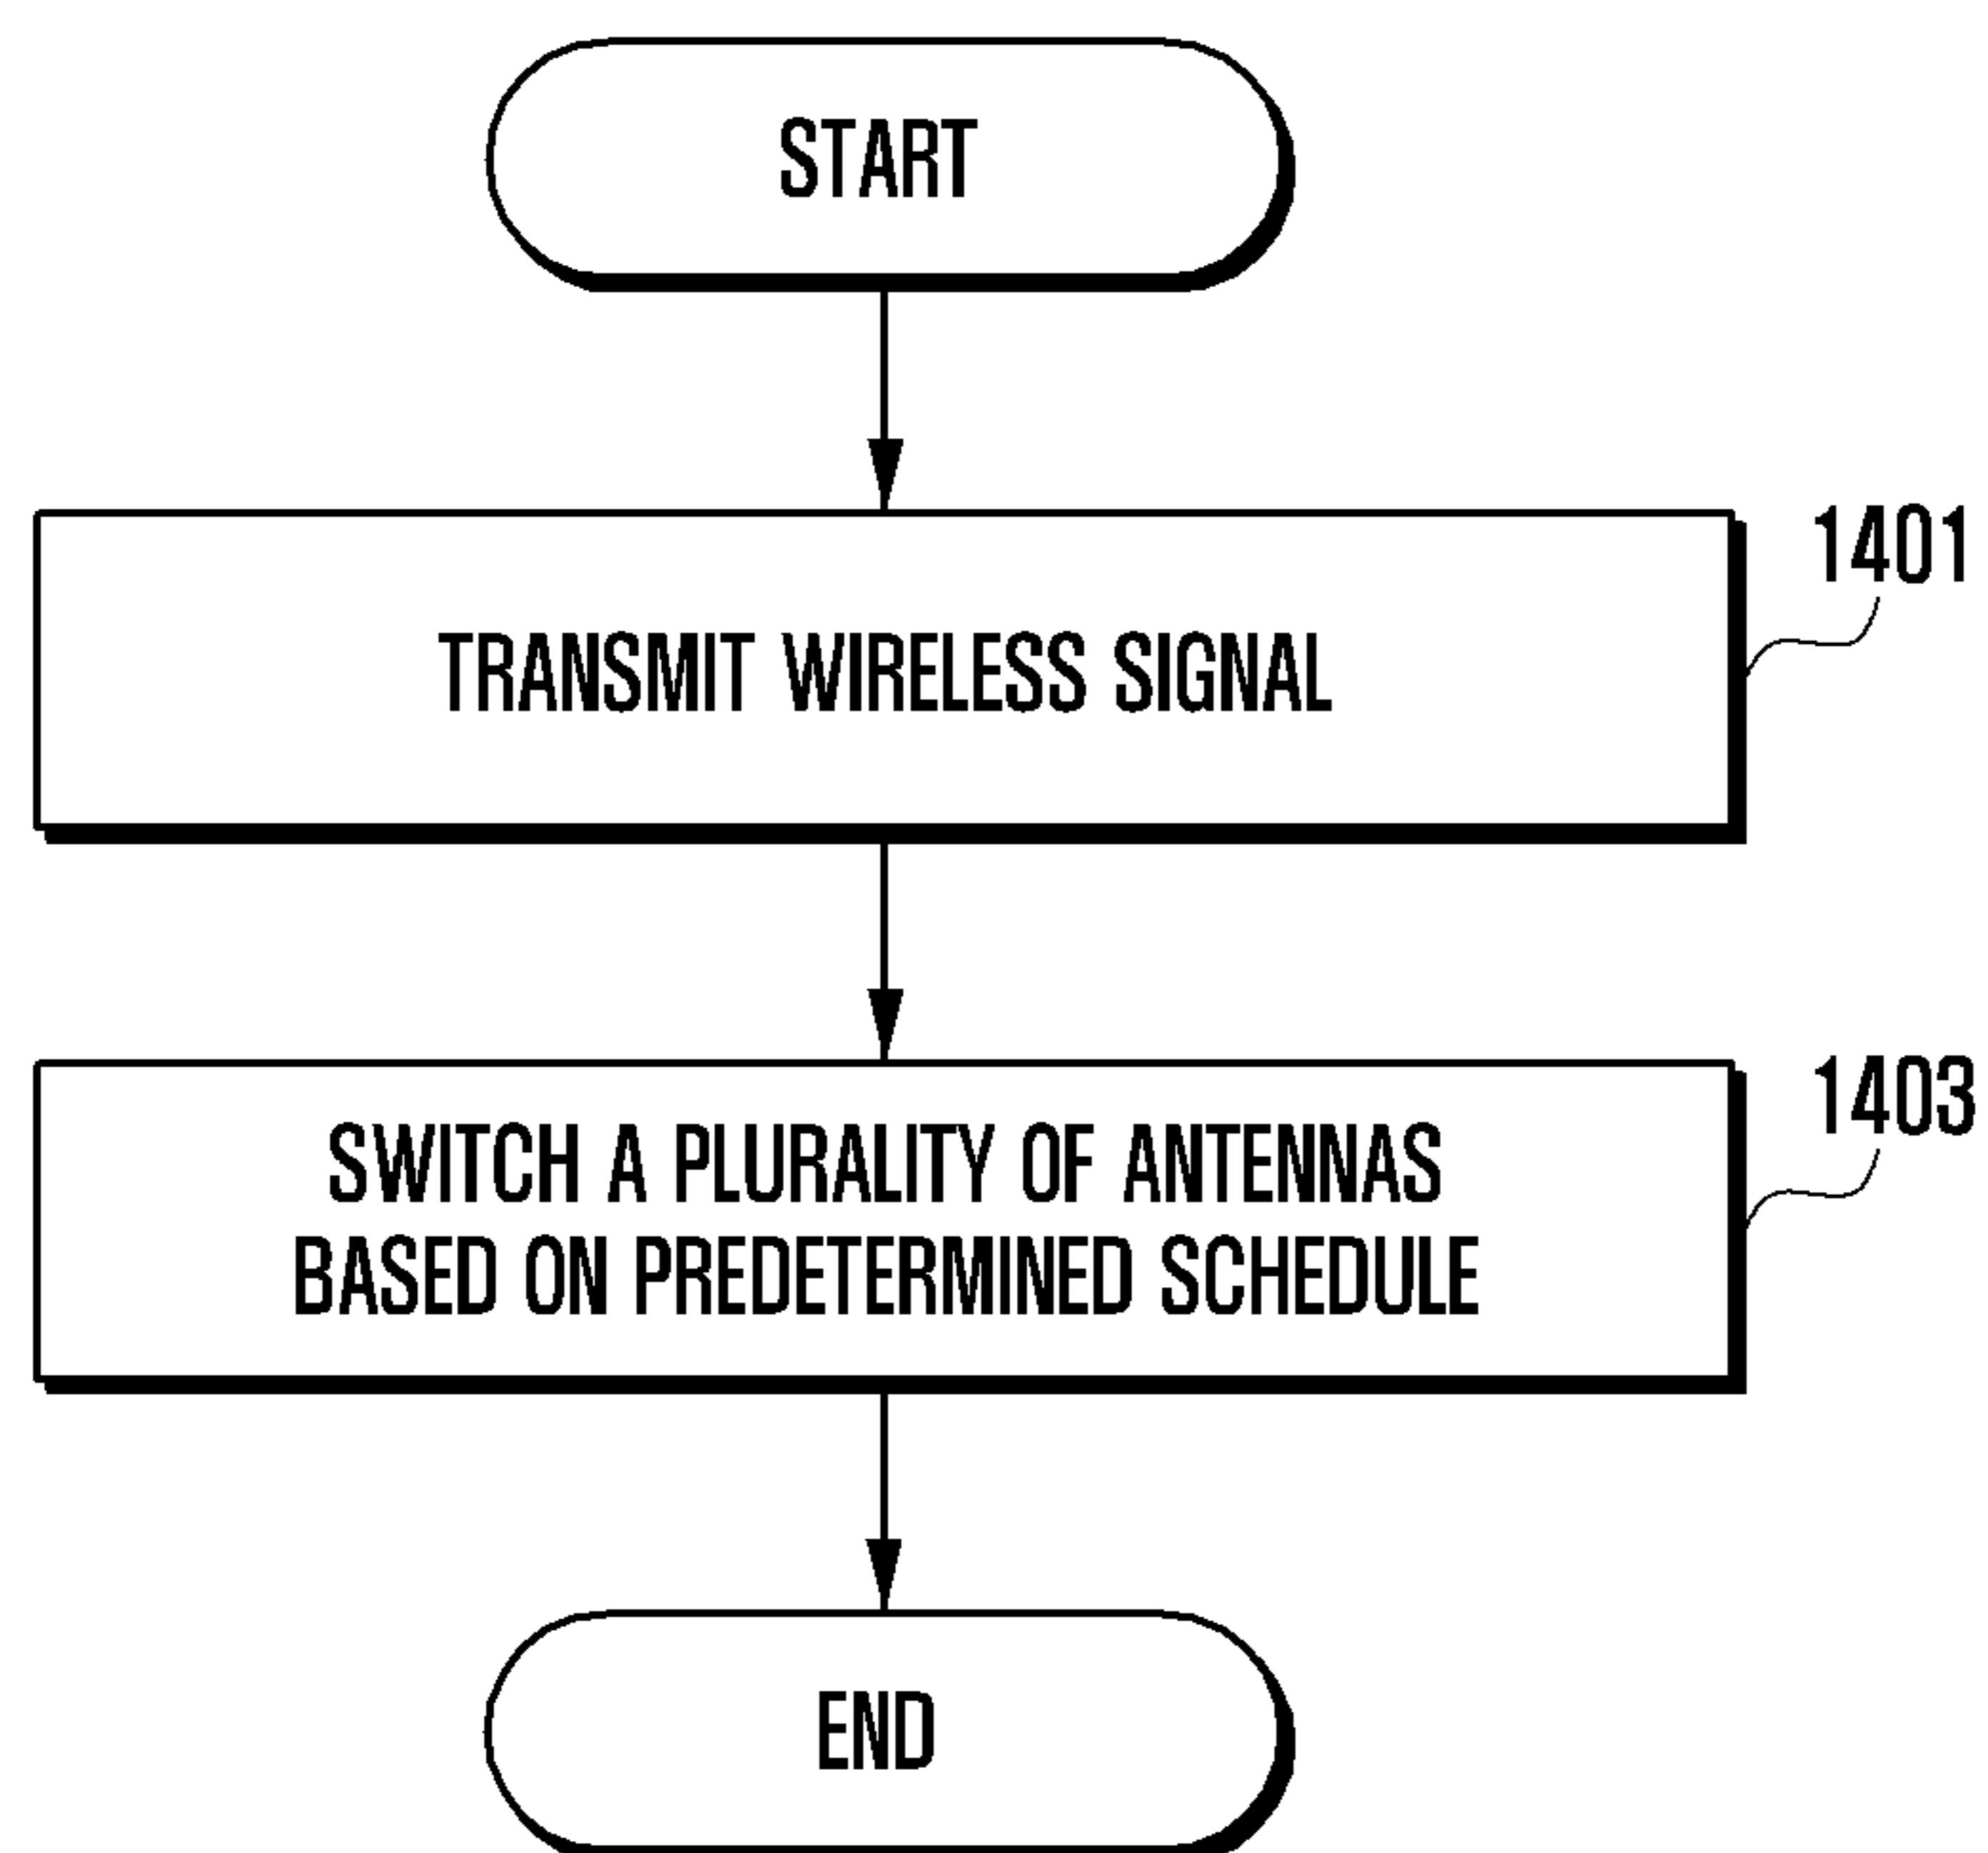 START
1401
TRANSMIT WIRELESS SIGNAL
1403
SWITCH A PLURALITY OF ANTENNAS
BASED ON PREDETERMINED SCHEDULE
END